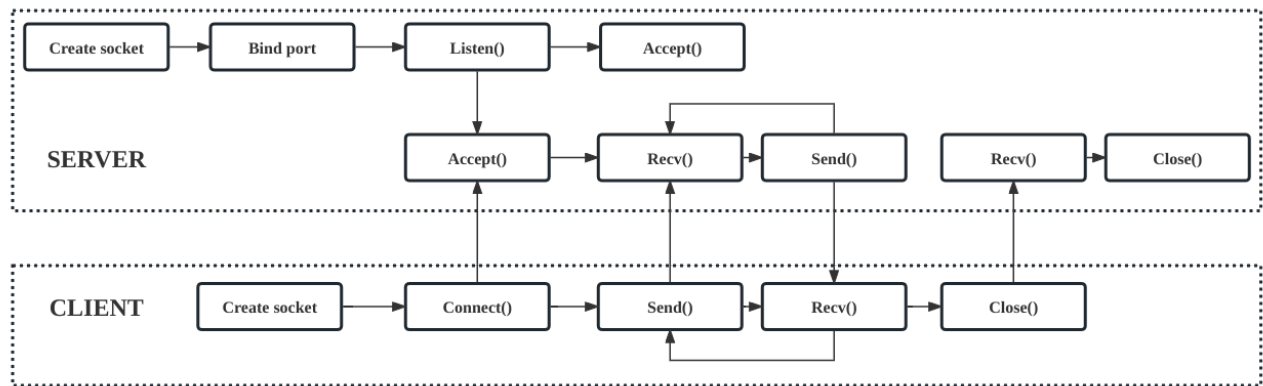 Create socket
Bind port
Listen()
Accept()
SERVER
Accept()
Recv()
Send()
Recv()
Close()
CLIENT
Create socket
Connect()
Send()
Recv()
Close()